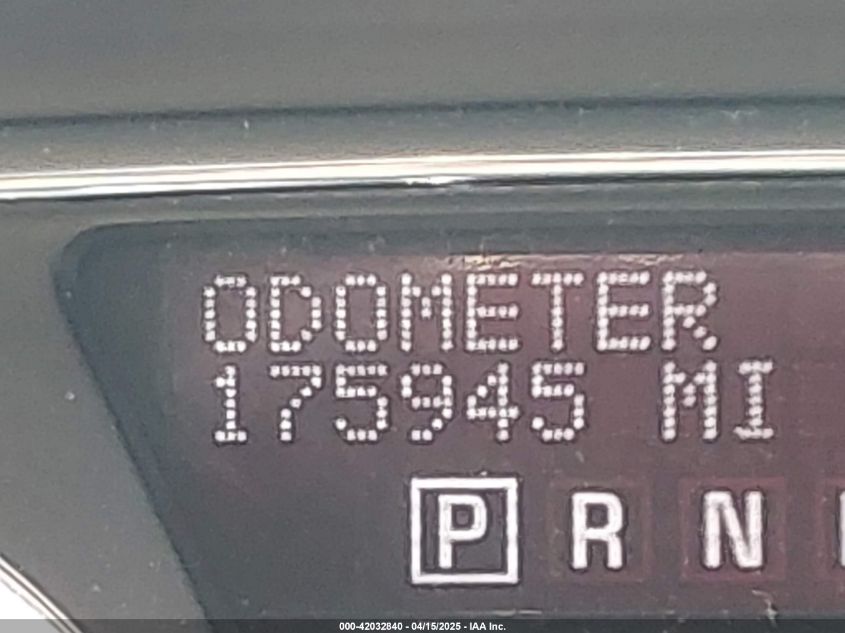 ODOMETER
175945 MI
P R N
000-42032840 - 04/15/2025 - IAA Inc.